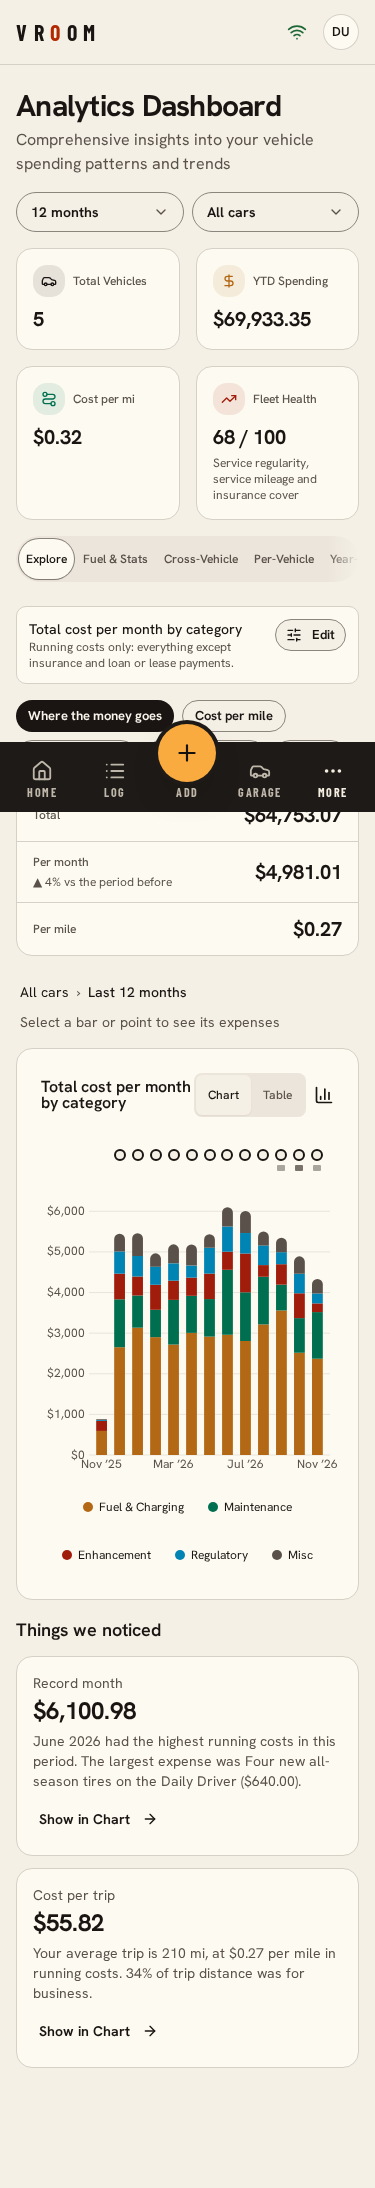 VROOM
DU
Analytics Dashboard
Comprehensive insights into your vehicle
spending patterns and trends
12 months
All cars
Total Vehicles
5
YTD Spending
$69,933.35
Cost per mi
$0.32
Fleet Health
68 / 100
Service regularity,
service mileage and
insurance cover
Explore
Fuel & Stats
Cross-Vehicle
Per-Vehicle
Year-
Total cost per month by category
Running costs only: everything except
insurance and loan or lease payments.
Edit
Where the money goes
Cost per mile
HOME
LOG
ADD
GARAGE
MORE
Total
$64,753.07
Per month
▲ 4% vs the period before
$4,981.01
Per mile
$0.27
All cars › Last 12 months
Select a bar or point to see its expenses
Total cost per month
by category
Chart
Table
$6,000
$5,000
$4,000
$3,000
$2,000
$1,000
$0
Nov ’25
Mar ’26
Jul ’26
Nov ’26
Fuel & Charging
Maintenance
Enhancement
Regulatory
Misc
Things we noticed
Record month
$6,100.98
June 2026 had the highest running costs in this
period. The largest expense was Four new all-
season tires on the Daily Driver ($640.00).
Show in Chart
Cost per trip
$55.82
Your average trip is 210 mi, at $0.27 per mile in
running costs. 34% of trip distance was for
business.
Show in Chart